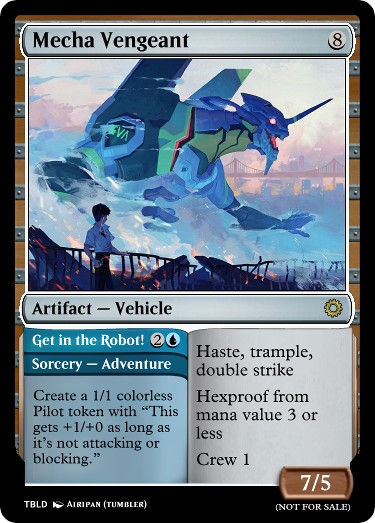 Mecha Vengeant 8
EVA
Artifact — Vehicle
Get in the Robot! 2
Sorcery — Adventure
Create a 1/1 colorless
Pilot token with “This
gets +1/+0 as long as
it’s not attacking or
blocking.”
Haste, trample,
double strike
Hexproof from
mana value 3 or
less
Crew 1
7/5
TBLD AIRIPAN (TUMBLER)
(NOT FOR SALE)